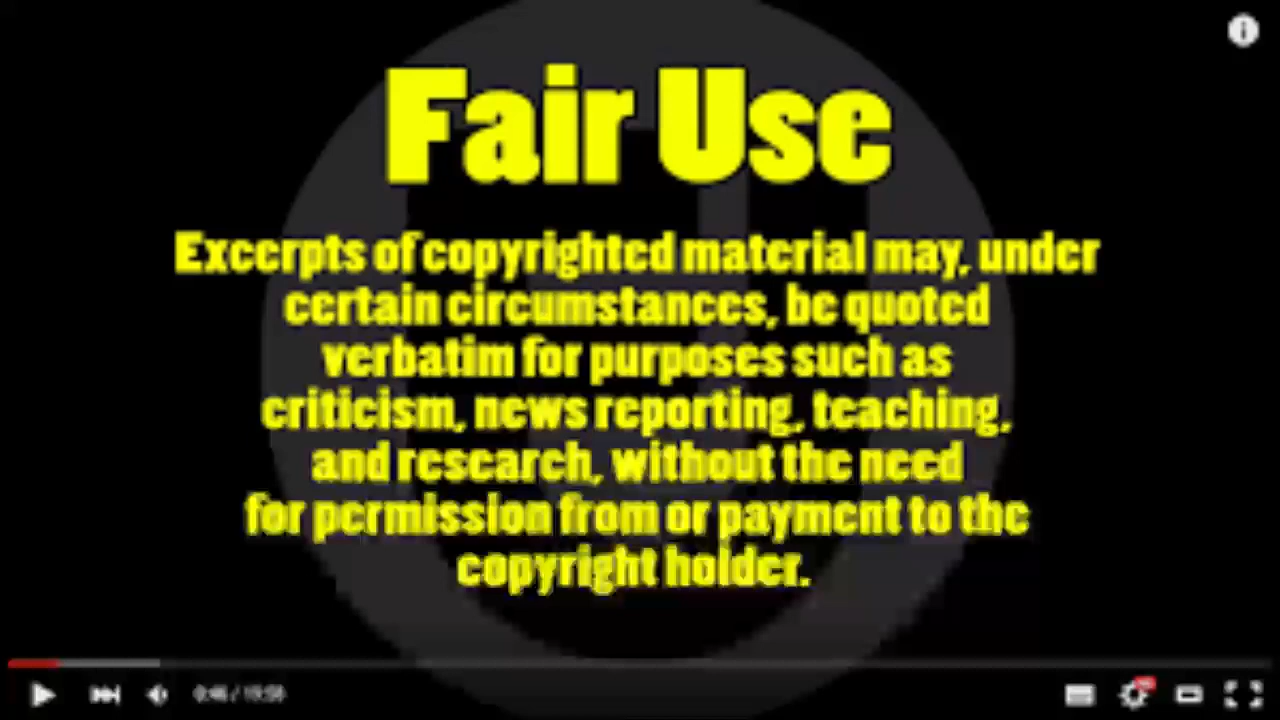 Fair Use
Excerpts of copyrighted material may, under
certain circumstances, be quoted
verbatim for purposes such as
criticism, news reporting, teaching,
and research, without the need
for permission from or payment to the
copyright holder.